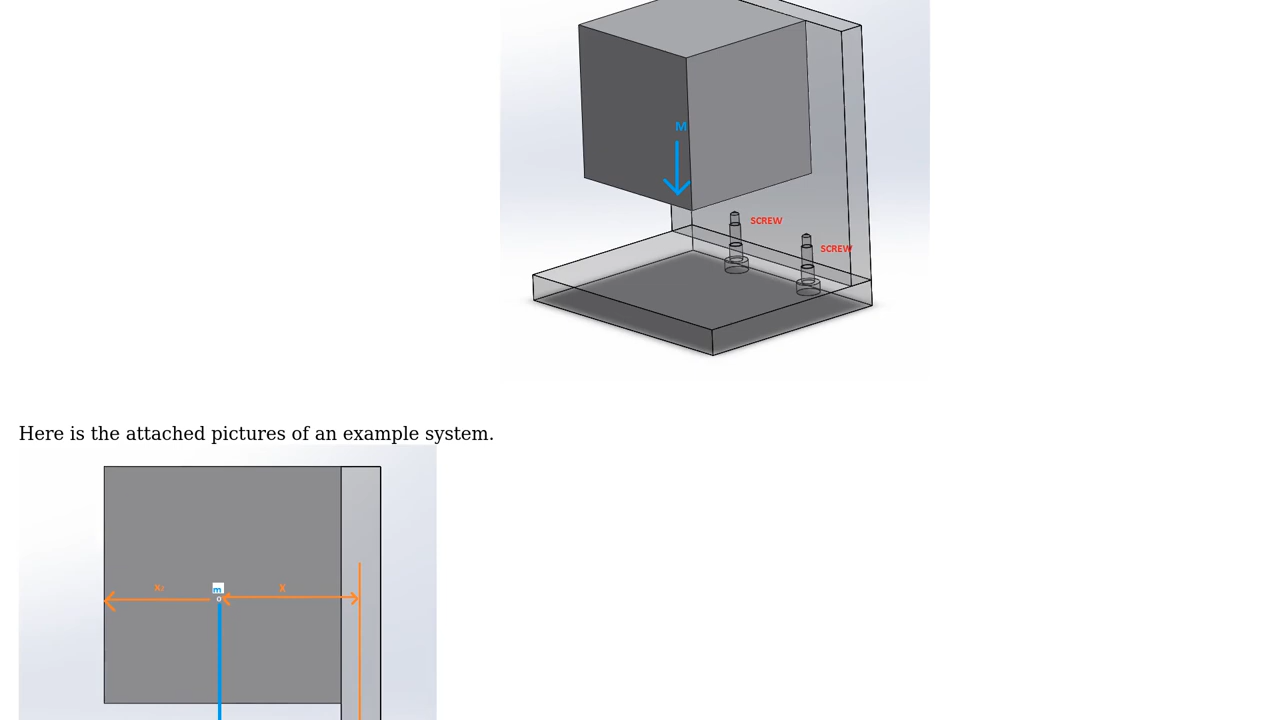 M
SCREW
SCREW
Here is the attached pictures of an example system.
m
X